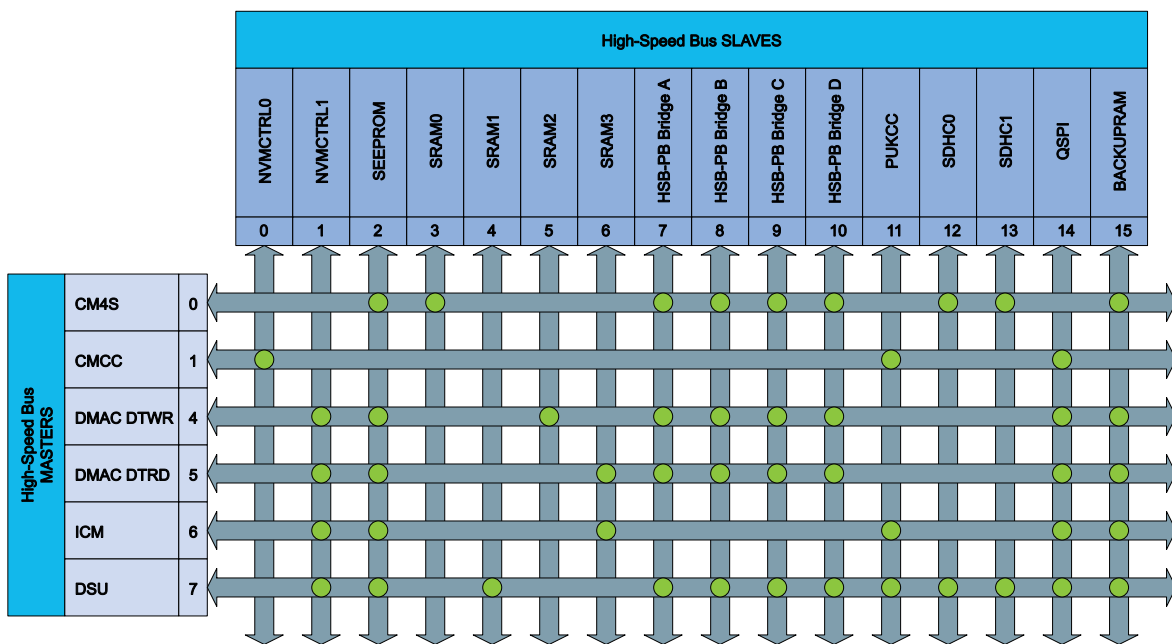 High-Speed Bus SLAVES
NVMCTRL0
NVMCTRL1
SEEPROM
SRAM0
SRAM1
SRAM2
SRAM3
HSB-PB Bridge A
HSB-PB Bridge B
HSB-PB Bridge C
HSB-PB Bridge D
PUKCC
SDHC0
SDHC1
QSPI
BACKUPRAM
0 1 2 3 4 5 6 7 8 9 10 11 12 13 14 15
High-Speed Bus
MASTERS
CM4S 0
CMCC 1
DMAC DTWR 4
DMAC DTRD 5
ICM 6
DSU 7